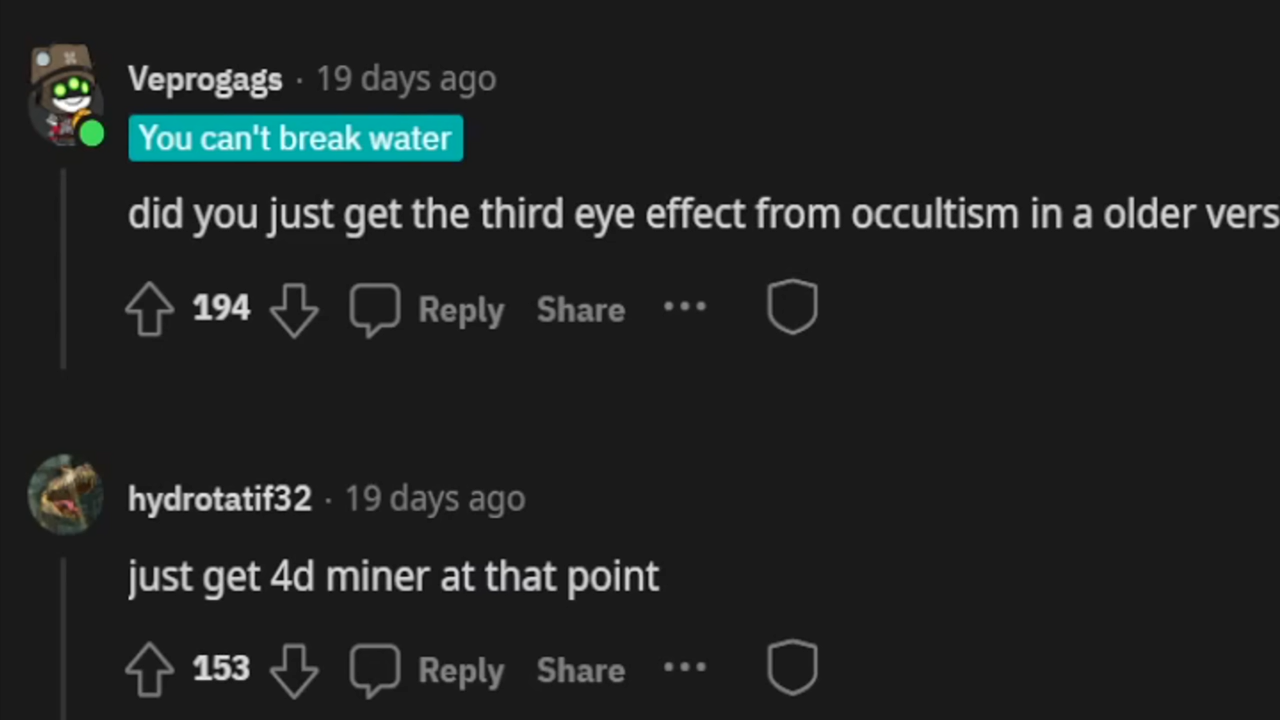 Veprogags · 19 days ago
You can't break water
did you just get the third eye effect from occultism in a older vers
194 Reply Share •••
hydrotatif32 · 19 days ago
just get 4d miner at that point
153 Reply Share •••